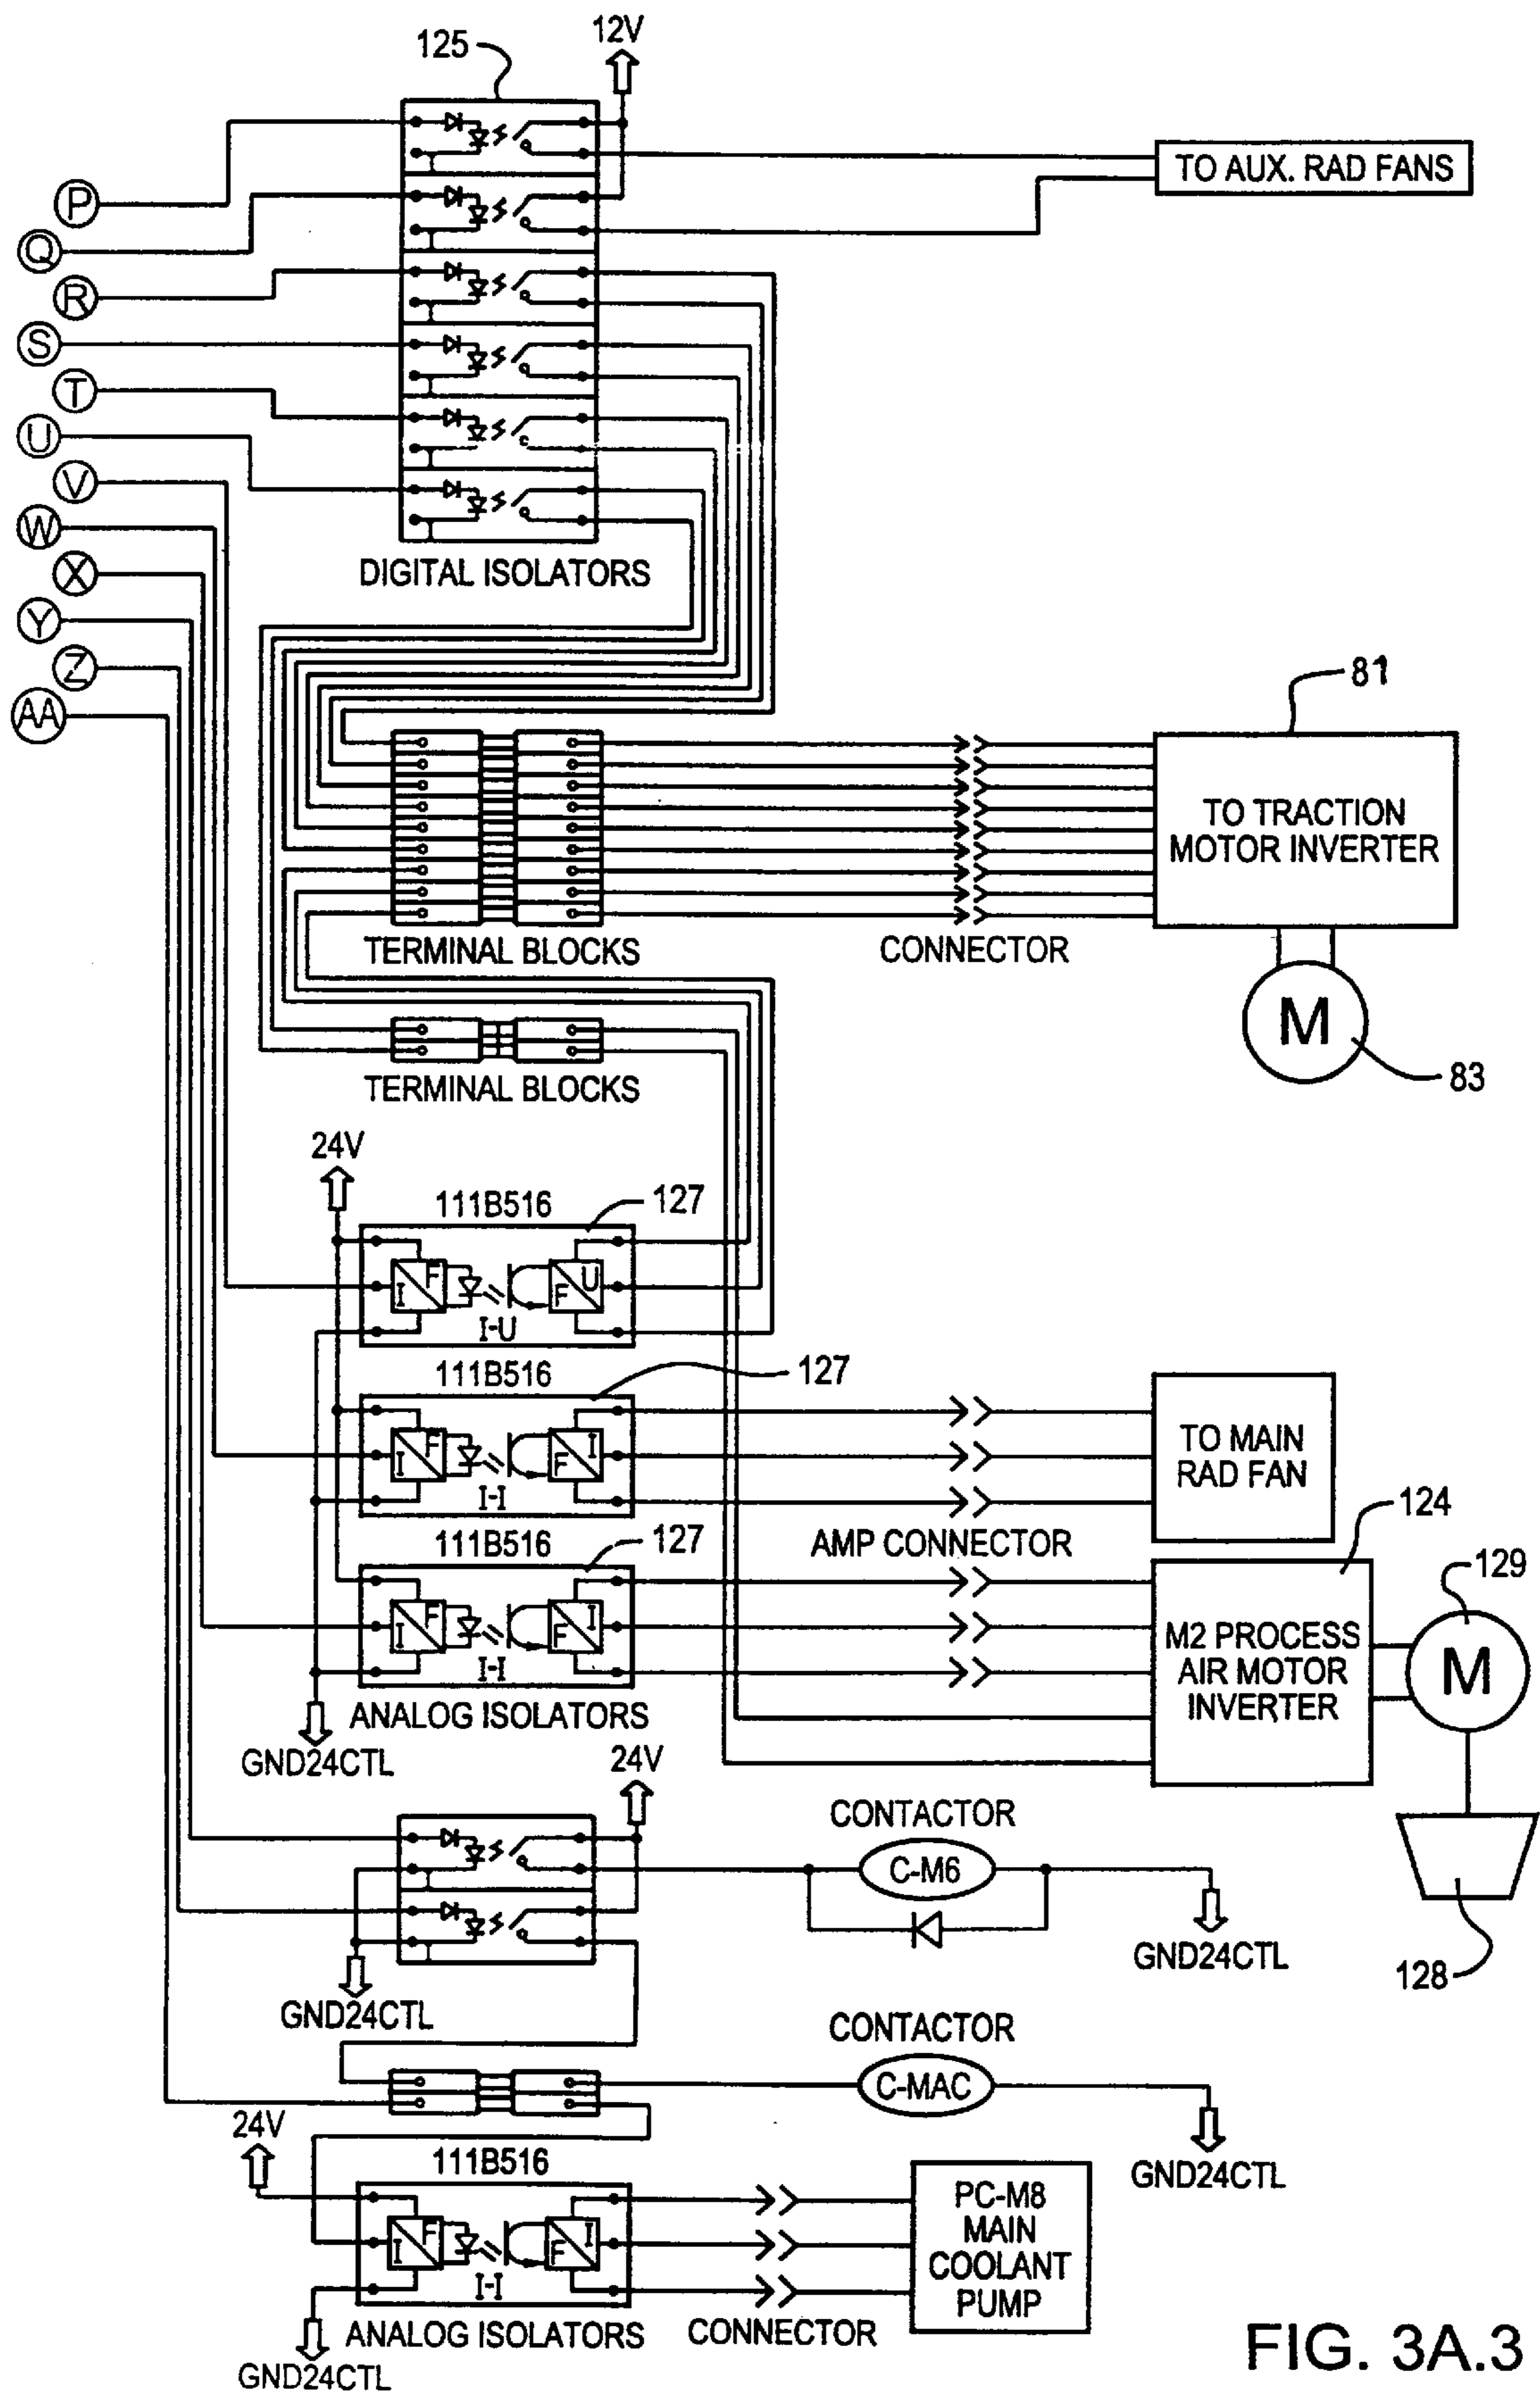 125
12V
P
TO AUX. RAD FANS
Q
R
S
T
U
V
W
X
DIGITAL ISOLATORS
Y
Z
AA
81
TO TRACTION
MOTOR INVERTER
TERMINAL BLOCKS
CONNECTOR
M
83
TERMINAL BLOCKS
24V
111B516
127
F
I
U
F
I-U
111B516
127
F
I
I
F
I-I
TO MAIN
RAD FAN
AMP CONNECTOR
124
111B516
127
F
I
I
F
I-I
M2 PROCESS
AIR MOTOR
INVERTER
129
M
ANALOG ISOLATORS
GND24CTL
24V
CONTACTOR
C-M6
GND24CTL
128
GND24CTL
CONTACTOR
C-MAC
GND24CTL
24V
111B516
F
I
I
F
I-I
PC-M8
MAIN
COOLANT
PUMP
ANALOG ISOLATORS
CONNECTOR
GND24CTL
FIG. 3A.3